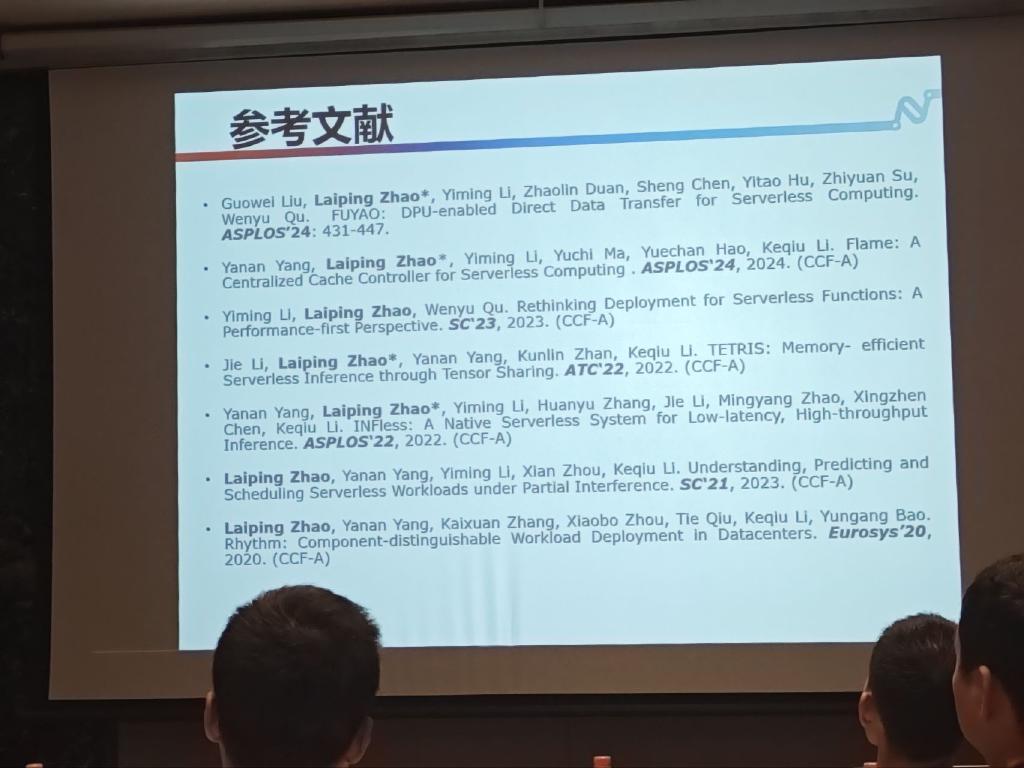 参考文献
• Guowei Liu, Laiping Zhao*, Yiming Li, Zhaolin Duan, Sheng Chen, Yitao Hu, Zhiyuan Su,
Wenyu Qu. FUYAO: DPU-enabled Direct Data Transfer for Serverless Computing.
ASPLOS’24: 431-447.
• Yanan Yang, Laiping Zhao*, Yiming Li, Yuchi Ma, Yuechan Hao, Keqiu Li. Flame: A
Centralized Cache Controller for Serverless Computing . ASPLOS‘24, 2024. (CCF-A)
• Yiming Li, Laiping Zhao, Wenyu Qu. Rethinking Deployment for Serverless Functions: A
Performance-first Perspective. SC‘23, 2023. (CCF-A)
• Jie Li, Laiping Zhao*, Yanan Yang, Kunlin Zhan, Keqiu Li. TETRIS: Memory- efficient
Serverless Inference through Tensor Sharing. ATC‘22, 2022. (CCF-A)
• Yanan Yang, Laiping Zhao*, Yiming Li, Huanyu Zhang, Jie Li, Mingyang Zhao, Xingzhen
Chen, Keqiu Li. INFless: A Native Serverless System for Low-latency, High-throughput
Inference. ASPLOS‘22, 2022. (CCF-A)
• Laiping Zhao, Yanan Yang, Yiming Li, Xian Zhou, Keqiu Li. Understanding, Predicting and
Scheduling Serverless Workloads under Partial Interference. SC‘21, 2023. (CCF-A)
• Laiping Zhao, Yanan Yang, Kaixuan Zhang, Xiaobo Zhou, Tie Qiu, Keqiu Li, Yungang Bao.
Rhythm: Component-distinguishable Workload Deployment in Datacenters. Eurosys’20,
2020. (CCF-A)